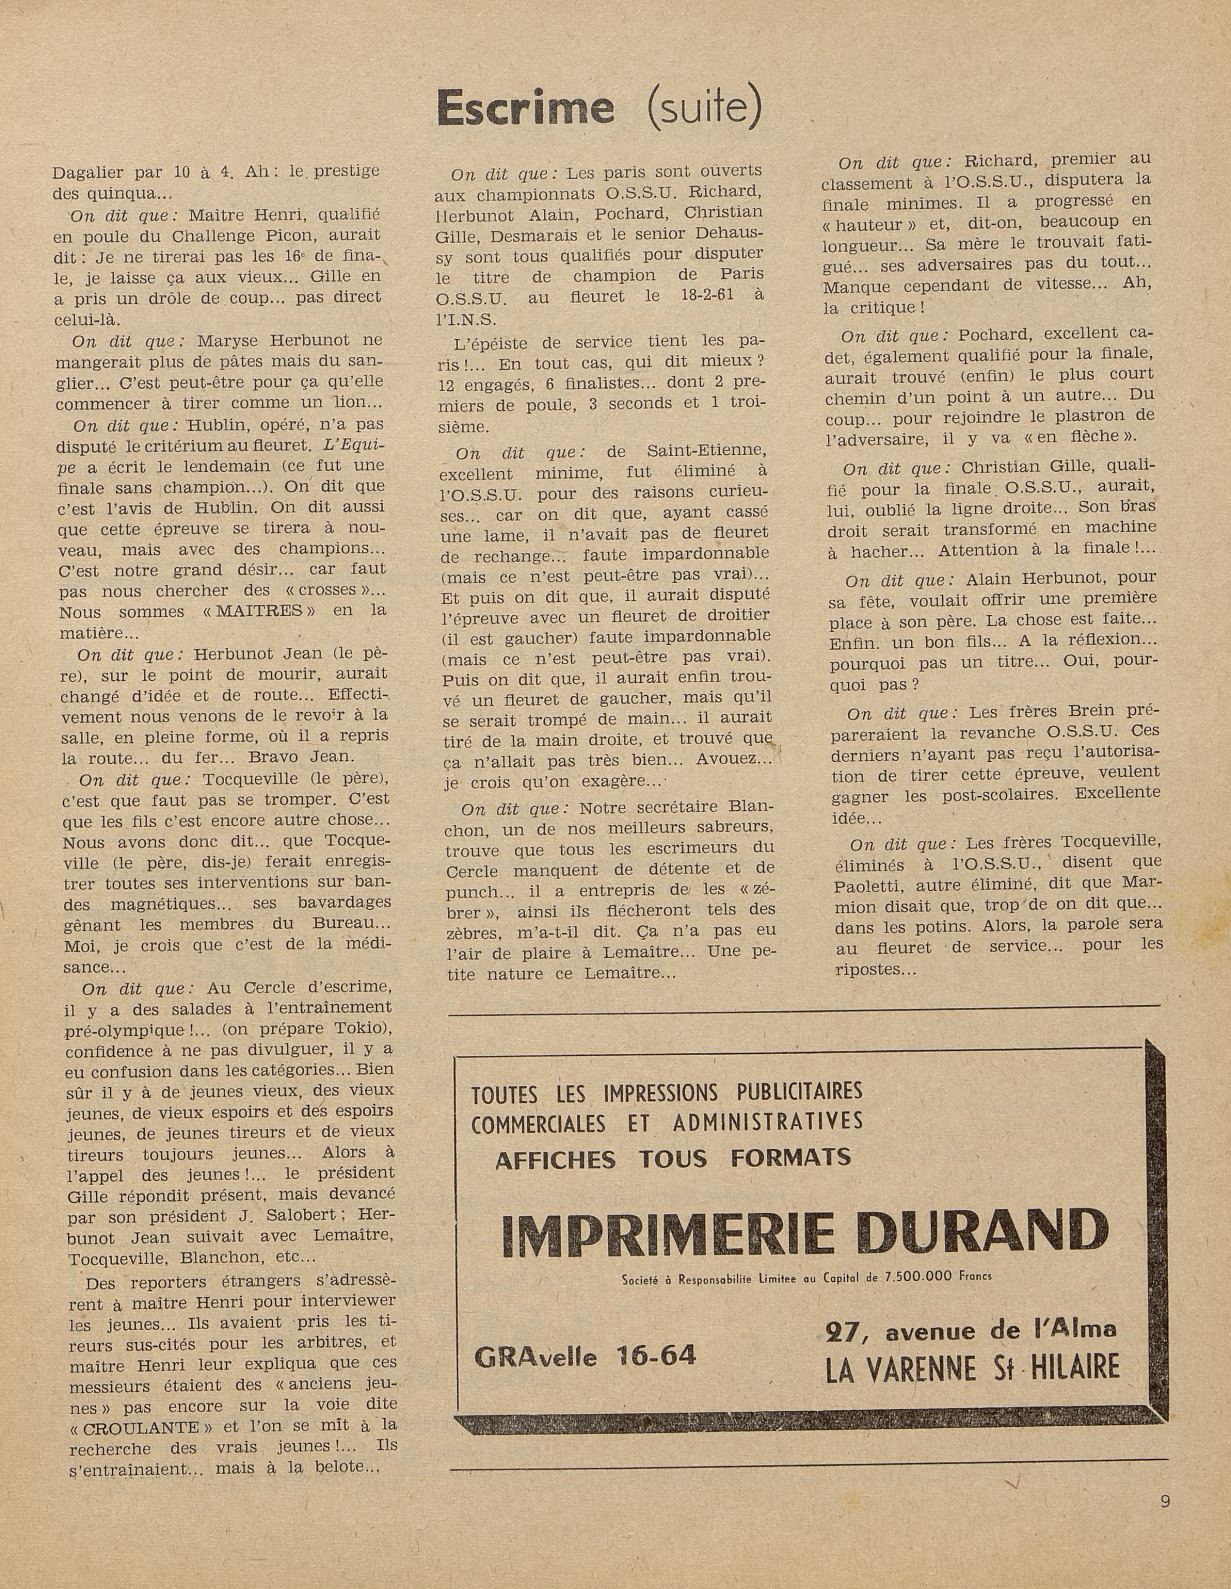 Escrime (suite)
Dagalier par 10 à 4. Ah : le prestige
des quinqua...
On dit que : Maître Henri, qualifié
en poule du Challenge Picon, aurait
dit : Je ne tirerai pas les 16e de fina-
le, je laisse ça aux vieux... Gille en
a pris un drôle de coup... pas direct
celui-là.
On dit que : Maryse Herbunot ne
mangerait plus de pâtes mais du san-
glier... C'est peut-être pour ça qu'elle
commencer à tirer comme un lion...
On dit que : Hublin, opéré, n'a pas
disputé le critérium au fleuret. L'Equi-
pe a écrit le lendemain (ce fut une
finale sans champion...). On dit que
c'est l'avis de Hublin. On dit aussi
que cette épreuve se tirera à nou-
veau, mais avec des champions...
C'est notre grand désir... car faut
pas nous chercher des « crosses »...
Nous sommes « MAITRES » en la
matière...
On dit que : Herbunot Jean (le pè-
re), sur le point de mourir, aurait
changé d'idée et de route... Effecti-
vement nous venons de le revoir à la
salle, en pleine forme, où il a repris
la route... du fer... Bravo Jean.
On dit que : Tocqueville (le père),
c'est que faut pas se tromper. C'est
que les fils c'est encore autre chose...
Nous avons donc dit... que Tocque-
ville (le père, dis-je) ferait enregis-
trer toutes ses interventions sur ban-
des magnétiques... ses bavardages
gênant les membres du Bureau...
Moi, je crois que c'est de la médi-
sance...
On dit que : Au Cercle d'escrime,
il y a des salades à l'entraînement
pré-olympique !... (on prépare Tokio),
confidence à ne pas divulguer, il y a
eu confusion dans les catégories... Bien
sûr il y à de jeunes vieux, des vieux
jeunes, de vieux espoirs et des espoirs
jeunes, de jeunes tireurs et de vieux
tireurs toujours jeunes... Alors à
l'appel des jeunes !... le président
Gille répondit présent, mais devancé
par son président J. Salobert ; Her-
bunot Jean suivait avec Lemaître,
Tocqueville, Blanchon, etc...
Des reporters étrangers s'adressè-
rent à maître Henri pour interviewer
les jeunes... Ils avaient pris les ti-
reurs sus-cités pour les arbitres, et
maître Henri leur expliqua que ces
messieurs étaient des « anciens jeu-
nes » pas encore sur la voie dite
« CROULANTE » et l'on se mît à la
recherche des vrais jeunes !... Ils
s'entraînaient... mais à la belote...
On dit que : Les paris sont ouverts
aux championnats O.S.S.U. Richard,
Herbunot Alain, Pochard, Christian
Gille, Desmarais et le senior Dehaus-
sy sont tous qualifiés pour disputer
le titre de champion de Paris
O.S.S.U. au fleuret le 18-2-61 à
l'I.N.S.
L'épéiste de service tient les pa-
ris !... En tout cas, qui dit mieux ?
12 engagés, 6 finalistes... dont 2 pre-
miers de poule, 3 seconds et 1 troi-
sième.
On dit que : de Saint-Etienne,
excellent minime, fut éliminé à
l'O.S.S.U. pour des raisons curieu-
ses... car on dit que, ayant cassé
une lame, il n'avait pas de fleuret
de rechange... faute impardonnable
(mais ce n'est peut-être pas vrai)...
Et puis on dit que, il aurait disputé
l'épreuve avec un fleuret de droitier
(il est gaucher) faute impardonnable
(mais ce n'est peut-être pas vrai).
Puis on dit que, il aurait enfin trou-
vé un fleuret de gaucher, mais qu'il
se serait trompé de main... il aurait
tiré de la main droite, et trouvé que
ça n'allait pas très bien... Avouez...
je crois qu'on exagère...
On dit que : Notre secrétaire Blan-
chon, un de nos meilleurs sabreurs,
trouve que tous les escrimeurs du
Cercle manquent de détente et de
punch... il a entrepris de les « zé-
brer », ainsi ils flécheront tels des
zèbres, m'a-t-il dit. Ça n'a pas eu
l'air de plaire à Lemaître... Une pe-
tite nature ce Lemaître...
On dit que : Richard, premier au
classement à l'O.S.S.U., disputera la
finale minimes. Il a progressé en
« hauteur » et, dit-on, beaucoup en
longueur... Sa mère le trouvait fati-
gué... ses adversaires pas du tout...
Manque cependant de vitesse... Ah,
la critique !
On dit que : Pochard, excellent ca-
det, également qualifié pour la finale,
aurait trouvé (enfin) le plus court
chemin d'un point à un autre... Du
coup... pour rejoindre le plastron de
l'adversaire, il y va « en flèche ».
On dit que : Christian Gille, quali-
fié pour la finale O.S.S.U., aurait,
lui, oublié la ligne droite... Son bras
droit serait transformé en machine
à hacher... Attention à la finale !...
On dit que : Alain Herbunot, pour
sa fête, voulait offrir une première
place à son père. La chose est faite...
Enfin. un bon fils... A la réflexion...
pourquoi pas un titre... Oui, pour-
quoi pas ?
On dit que : Les frères Brein pré-
pareraient la revanche O.S.S.U. Ces
derniers n'ayant pas reçu l'autorisa-
tion de tirer cette épreuve, veulent
gagner les post-scolaires. Excellente
idée...
On dit que : Les frères Tocqueville,
éliminés à l'O.S.S.U., disent que
Paoletti, autre éliminé, dit que Mar-
mion disait que, trop de on dit que...
dans les potins. Alors, la parole sera
au fleuret de service... pour les
ripostes...
TOUTES LES IMPRESSIONS PUBLICITAIRES
COMMERCIALES ET ADMINISTRATIVES
AFFICHES TOUS FORMATS
IMPRIMERIE DURAND
Societé à Responsabilite Limitee au Capital de 7.500.000 Francs
GRAvelle 16-64
27, avenue de l'Alma
LA VARENNE St - HILAIRE
9